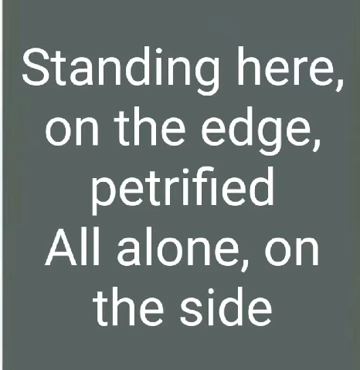 Standing here,
on the edge,
petrified
All alone, on
the side